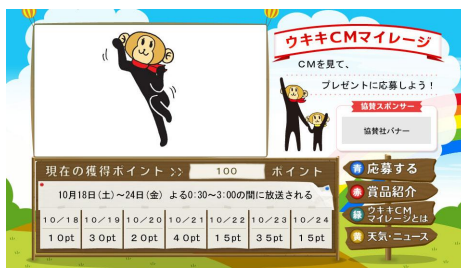 ウキキCMマイレージ
CMを見て、
プレゼントに応募しよう！
協賛スポンサー
協賛社バナー
現在の獲得ポイント >> 100 ポイント
10月18日(土)～24日(金) よる0:30～3:00の間に放送される
10/18 10/19 10/20 10/21 10/22 10/23 10/24
10pt 30pt 20pt 40pt 15pt 35pt 15pt
青 応募する
赤 賞品紹介
緑 ウキキCM
マイレージとは
黄 天気・ニュース